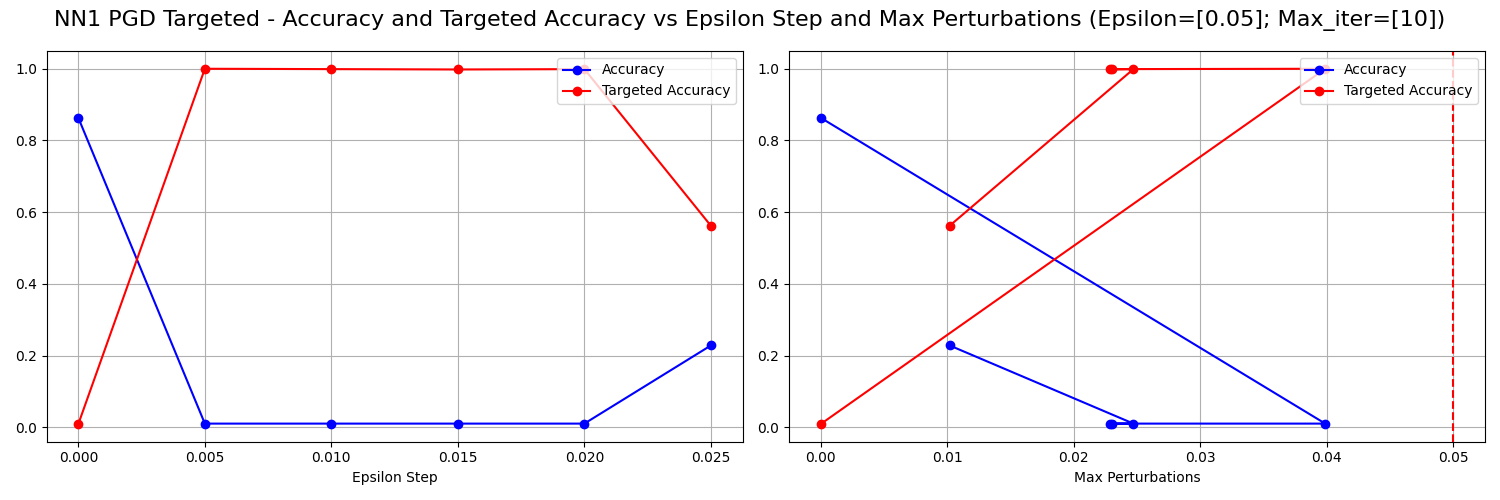 NN1 PGD Targeted - Accuracy and Targeted Accuracy vs Epsilon Step and Max Perturbations (Epsilon=[0.05]; Max_iter=[10])
1.0
0.8
0.6
0.4
0.2
0.0
0.000 0.005 0.010 0.015 0.020 0.025
Epsilon Step
Accuracy
Targeted Accuracy
1.0
0.8
0.6
0.4
0.2
0.0
0.00 0.01 0.02 0.03 0.04 0.05
Max Perturbations
Accuracy
Targeted Accuracy